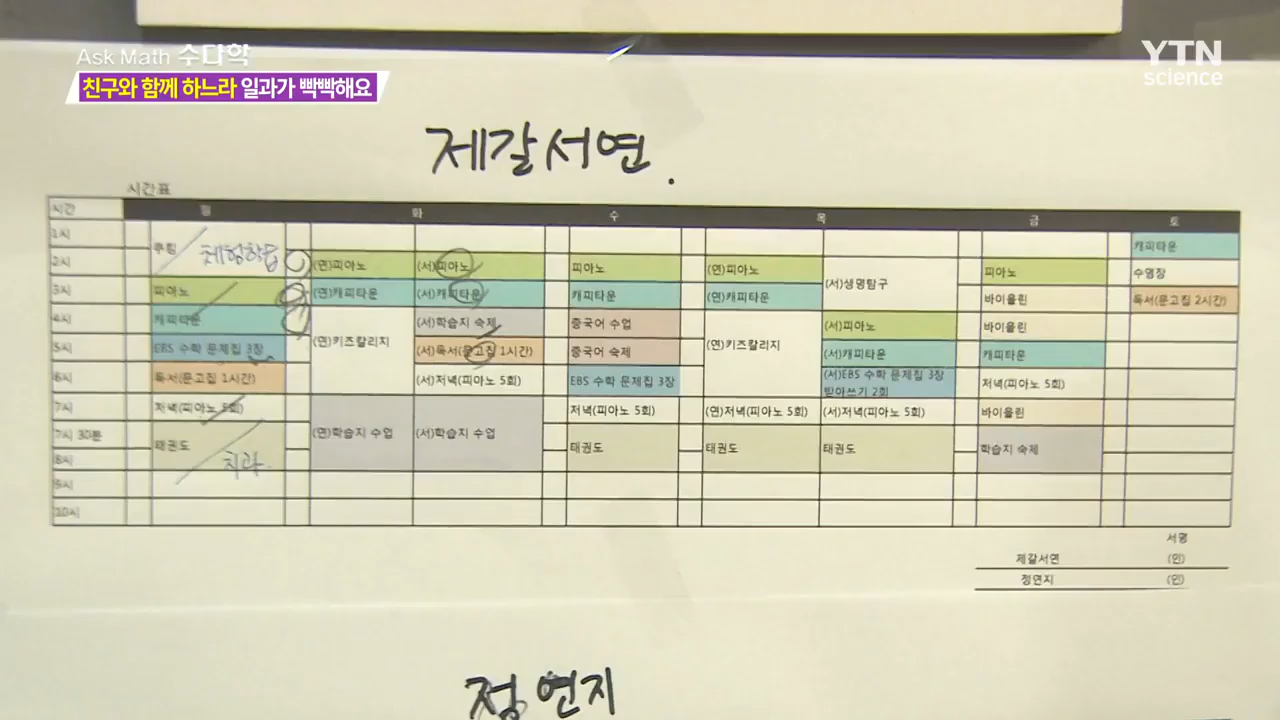 Ask Math 수다학
친구와 함께 하느라 일과가 빡빡해요
YTN
science
제갈서연.
시간표
시간 월 화 수 목 금 토
1시 쿠킹 체험학습 캐피타운
2시 (연)피아노 (서)피아노 피아노 (연)피아노 (서)생명탐구 피아노 수영장
3시 피아노 (연)캐피타운 (서)캐피타운 캐피타운 (연)캐피타운 바이올린 독서(문고집 2시간)
4시 캐피타운 (연)키즈칼리지 (서)학습지 숙제 중국어 수업 (연)키즈칼리지 (서)피아노 바이올린
5시 EBS 수학 문제집 3장 (서)독서(문고집 1시간) 중국어 숙제 (서)캐피타운 캐피타운
6시 독서(문고집 1시간) (서)저녁(피아노 5회) EBS 수학 문제집 3장 (서)EBS 수학 문제집 3장 저녁(피아노 5회)
받아쓰기 2회
7시 저녁(피아노 5회) (연)학습지 수업 (서)학습지 수업 저녁(피아노 5회) (연)저녁(피아노 5회) (서)저녁(피아노 5회) 바이올린
7시 30분 태권도 태권도 태권도 태권도 학습지 숙제
8시 치과.
9시
10시
서명
제갈서연 (인)
정연지 (인)
정연지